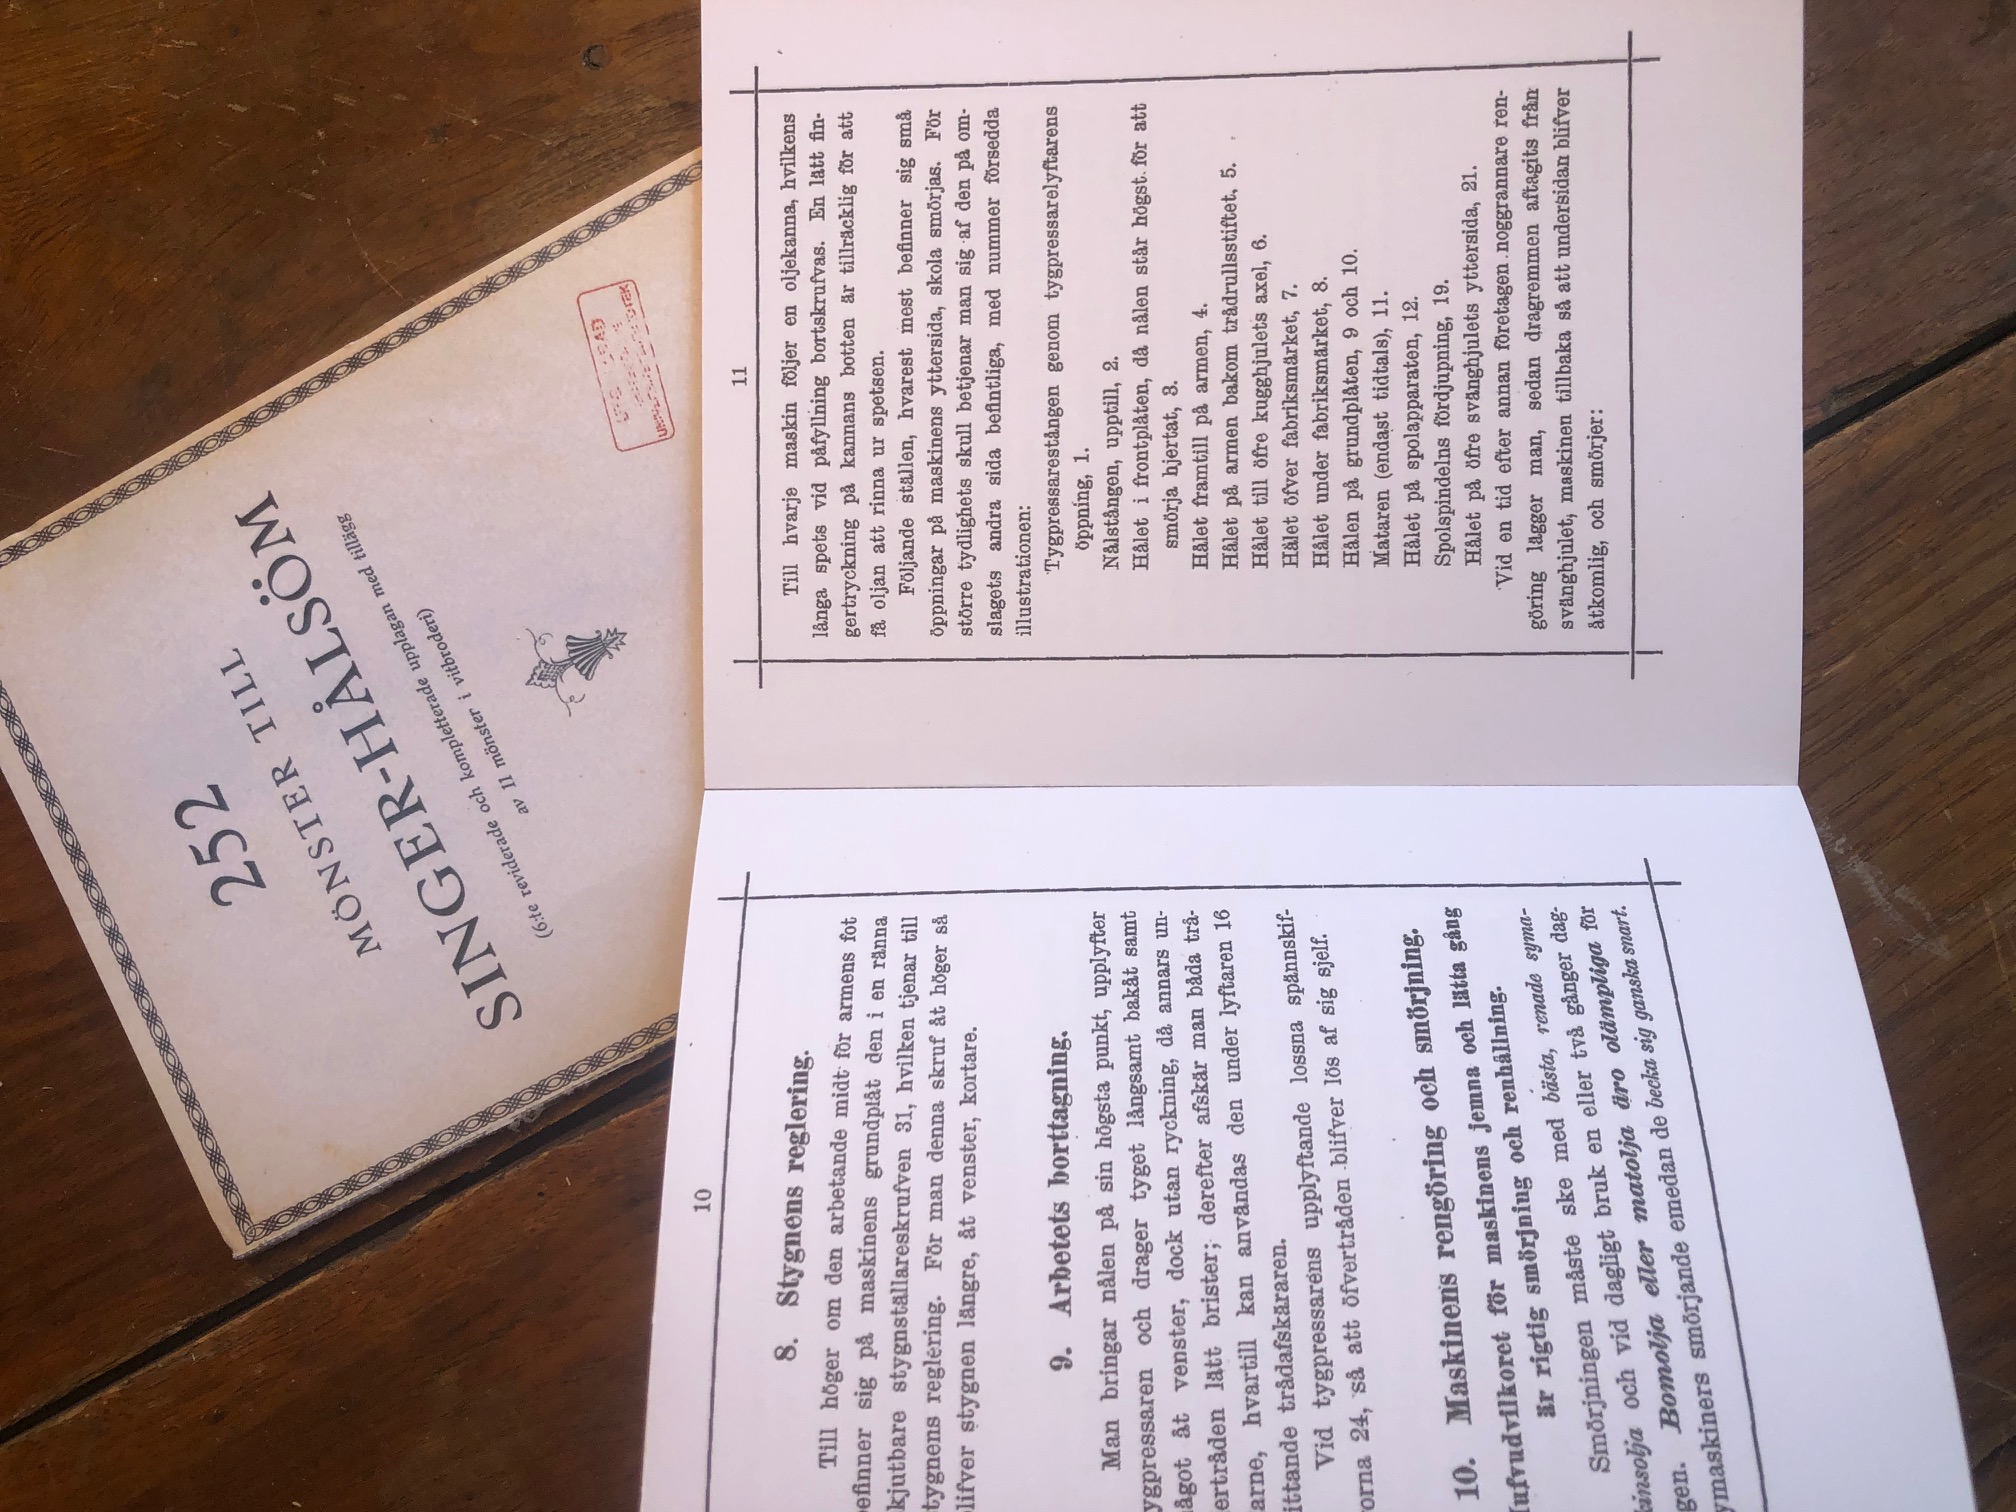 252
MÖNSTER TILL
SINGER-HÅLSÖM
(6:te reviderade och kompletterade upplagan med tillägg
av 11 mönster i vitbroderi)
10
8. Stygnens reglering.
Till höger om den arbetande midt för armens fot
efinner sig på maskinens grundplåt den i en ränna
kjutbare stygnställareskrufven 31, hvilken tjenar till
tygnens reglering. För man denna skruf åt höger så
lifver stygnen längre, åt venster, kortare.
9. Arbetets borttagning.
Man bringar nålen på sin högsta punkt, upplyfter
ygpressaren och drager tyget långsamt bakåt samt
ågot åt venster, dock utan ryckning, då annars un-
ertråden lätt brister; derefter afskär man båda trå-
arne, hvartill kan användas den under lyftaren 16
ittande trådafskäraren.
Vid tygpressaréns upplyftande lossna spännskif-
orna 24, så att öfvertråden blifver lös af sig sjelf.
10. Maskinens rengöring och smörjning.
ufvudvilkoret för maskinens jemna och lätta gång
är rigtig smörjning och renhållning.
Smörjningen måste ske med bästa, renade syma-
kinsolja och vid dagligt bruk en eller två gånger dag-
gen. Bomolja eller matolja äro olämpliga för
ymaskiners smörjande emedan de becka sig ganska snart.
11
Till hvarje maskin följer en oljekanna, hvilkens
långa spets vid påfyllning bortskrufvas. En lätt fin-
gertryckning på kannans botten är tillräcklig för att
få oljan att rinna ur spetsen.
Följande ställen, hvarest mest befinner sig små
öppningar på maskinens yttersida, skola smörjas. För
större tydlighets skull betjenar man sig af den på om-
slagets andra sida befintliga, med nummer försedda
illustrationen:
Tygpressarestången genom tygpressarelyftarens
öppning, 1.
Nålstången, upptill, 2.
Hålet i frontplåten, då nålen står högst för att
smörja hjertat, 3.
Hålet framtill på armen, 4.
Hålet på armen bakom trådrullsstiftet, 5.
Hålet till öfre kugghjulets axel, 6.
Hålet öfver fabriksmärket, 7.
Hålet under fabriksmärket, 8.
Hålen på grundplåten, 9 och 10.
Mataren (endast tidtals), 11.
Hålet på spolapparaten, 12.
Spolspindelns fördjupning, 19.
Hålet på öfre svänghjulets yttersida, 21.
Vid en tid efter annan företagen noggrannare ren-
göring lägger man, sedan dragremmen aftagits från
svänghjulet, maskinen tillbaka så att undersidan blifver
åtkomlig, och smörjer: